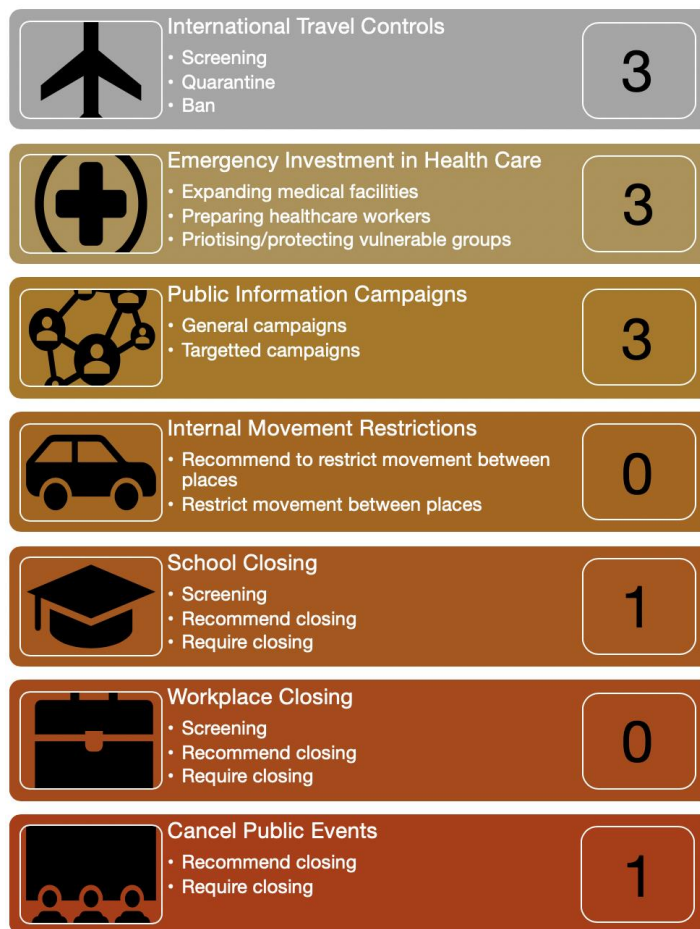 International Travel Controls
• Screening
• Quarantine
• Ban
3
Emergency Investment in Health Care
• Expanding medical facilities
• Preparing healthcare workers
• Priotising/protecting vulnerable groups
3
Public Information Campaigns
• General campaigns
• Targetted campaigns
3
Internal Movement Restrictions
• Recommend to restrict movement between
places
• Restrict movement between places
0
School Closing
• Screening
• Recommend closing
• Require closing
1
Workplace Closing
• Screening
• Recommend closing
• Require closing
0
Cancel Public Events
• Recommend closing
• Require closing
1